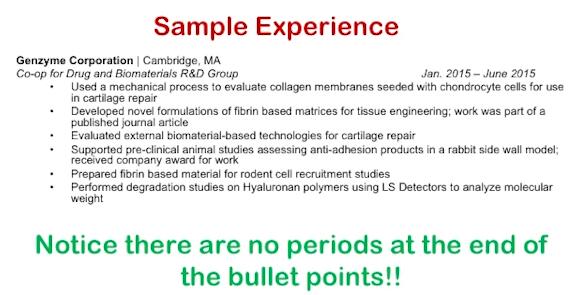 Sample Experience
Genzyme Corporation | Cambridge, MA
Co-op for Drug and Biomaterials R&D Group Jan. 2015 – June 2015
• Used a mechanical process to evaluate collagen membranes seeded with chondrocyte cells for use
in cartilage repair
• Developed novel formulations of fibrin based matrices for tissue engineering; work was part of a
published journal article
• Evaluated external biomaterial-based technologies for cartilage repair
• Supported pre-clinical animal studies assessing anti-adhesion products in a rabbit side wall model;
received company award for work
• Prepared fibrin based material for rodent cell recruitment studies
• Performed degradation studies on Hyaluronan polymers using LS Detectors to analyze molecular
weight
Notice there are no periods at the end of
the bullet points!!